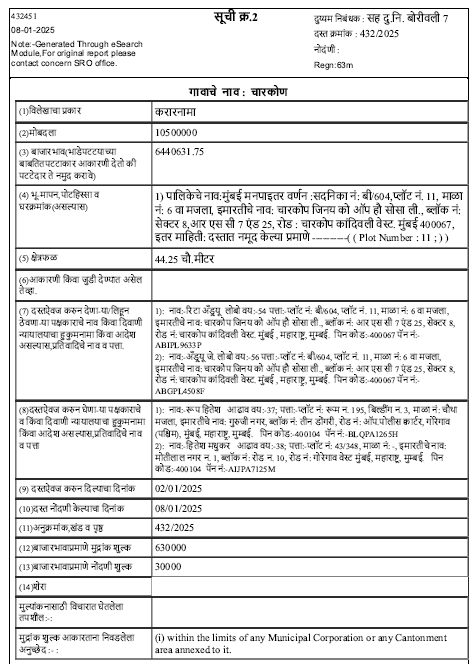 432451
08-01-2025
Note:-Generated Through eSearch
Module,For original report please
contact concern SRO office.
सूची क्र.2
दुय्यम निबंधक : सह दु.नि. बोरीवली 7
दस्त क्रमांक : 432/2025
नोदंणी :
Regn:63m
गावाचे नाव : चारकोप
(1)विलेखाचा प्रकार
करारनामा
(2)मोबदला
10500000
(3) बाजारभाव(भाडेपटटयाच्या
बाबतितपटटाकार आकारणी देतो की
पटटेदार ते नमुद करावे)
6440631.75
(4) भू-मापन,पोटहिस्सा व
घरक्रमांक(असल्यास)
1) पालिकेचे नाव:मुंबई मनपाइतर वर्णन :सदनिका नं: बी/604,प्लॉट नं. 11, माळा
नं: 6 वा मजला, इमारतीचे नाव: चारकोप जिनय को ऑप हौ सोसा ली., ब्लॉक नं:
सेक्टर 8,आर एस सी 7 एंड 25, रोड : चारकोप कांदिवली वेस्ट. मुंबई 400067,
इतर माहिती: दस्तात नमूद केल्या प्रमाणे ----------( ( Plot Number : 11 ; ) )
(5) क्षेत्रफळ
44.25 चौ.मीटर
(6)आकारणी किंवा जुडी देण्यात असेल
तेव्हा.
(7) दस्तऐवज करुन देणा-या/लिहून
ठेवणा-या पक्षकाराचे नाव किंवा दिवाणी
न्यायालयाचा हुकुमनामा किंवा आदेश
असल्यास,प्रतिवादिचे नाव व पत्ता.
1): नाव:-रिटा अँड्र्यू लोबो वय:-54 पत्ता:-प्लॉट नं: बी/604, प्लॉट नं. 11, माळा नं: 6 वा मजला,
इमारतीचे नाव: चारकोप जिनय को ऑप हौ सोसा ली., ब्लॉक नं: आर एस सी 7 एंड 25, सेक्टर 8,
रोड नं: चारकोप कांदिवली वेस्ट. मुंबई , महाराष्ट्र, मुम्बई. पिन कोड:-400067 पॅन नं:-
ABIPL9633P
2): नाव:-अँड्र्यू जे. लोबो वय:-56 पत्ता:-प्लॉट नं: बी/604, प्लॉट नं. 11, माळा नं: 6 वा मजला,
इमारतीचे नाव: चारकोप जिनय को ऑप हौ सोसा ली., ब्लॉक नं: आर एस सी 7 एंड 25, सेक्टर 8,
रोड नं: चारकोप कांदिवली वेस्ट. मुंबई , महाराष्ट्र, मुम्बई. पिन कोड:-400067 पॅन नं:-
ABGPL4508F
(8)दस्तऐवज करुन घेणा-या पक्षकाराचे
व किंवा दिवाणी न्यायालयाचा हुकुमनामा
किंवा आदेश असल्यास,प्रतिवादिचे नाव
व पत्ता
1): नाव:-रूप हितेश आढाव वय:-37; पत्ता:-प्लॉट नं: रूम न. 195, बिल्डींग न. 3, माळा नं: चौथा
मजला, इमारतीचे नाव: गुरुजी नगर, ब्लॉक नं: तीन डोंगरी, रोड नं: ऑप.पोलीस क्वार्टर, गोरेगाव
(पश्चिम), मुंबई, महाराष्ट्र, मुम्बई. पिन कोड:-400104 पॅन नं:-BLQPA1265H
2): नाव:-हितेश मधुकर आढाव वय:-38; पत्ता:-प्लॉट नं: 43/348, माळा नं: -, इमारतीचे नाव:
मोतीलाल नगर न. 1, ब्लॉक नं: रोड न. 10, रोड नं: गोरेगाव वेस्ट मुंबई, महाराष्ट्र, मुम्बई. पिन
कोड:-400104 पॅन नं:-AIJPA7125M
(9) दस्तऐवज करुन दिल्याचा दिनांक
02/01/2025
(10)दस्त नोंदणी केल्याचा दिनांक
08/01/2025
(11)अनुक्रमांक,खंड व पृष्ठ
432/2025
(12)बाजारभावाप्रमाणे मुद्रांक शुल्क
630000
(13)बाजारभावाप्रमाणे नोंदणी शुल्क
30000
(14)शेरा
मुल्यांकनासाठी विचारात घेतलेला
तपशील:-:
मुद्रांक शुल्क आकारताना निवडलेला
अनुच्छेद :- :
(i) within the limits of any Municipal Corporation or any Cantonment
area annexed to it.